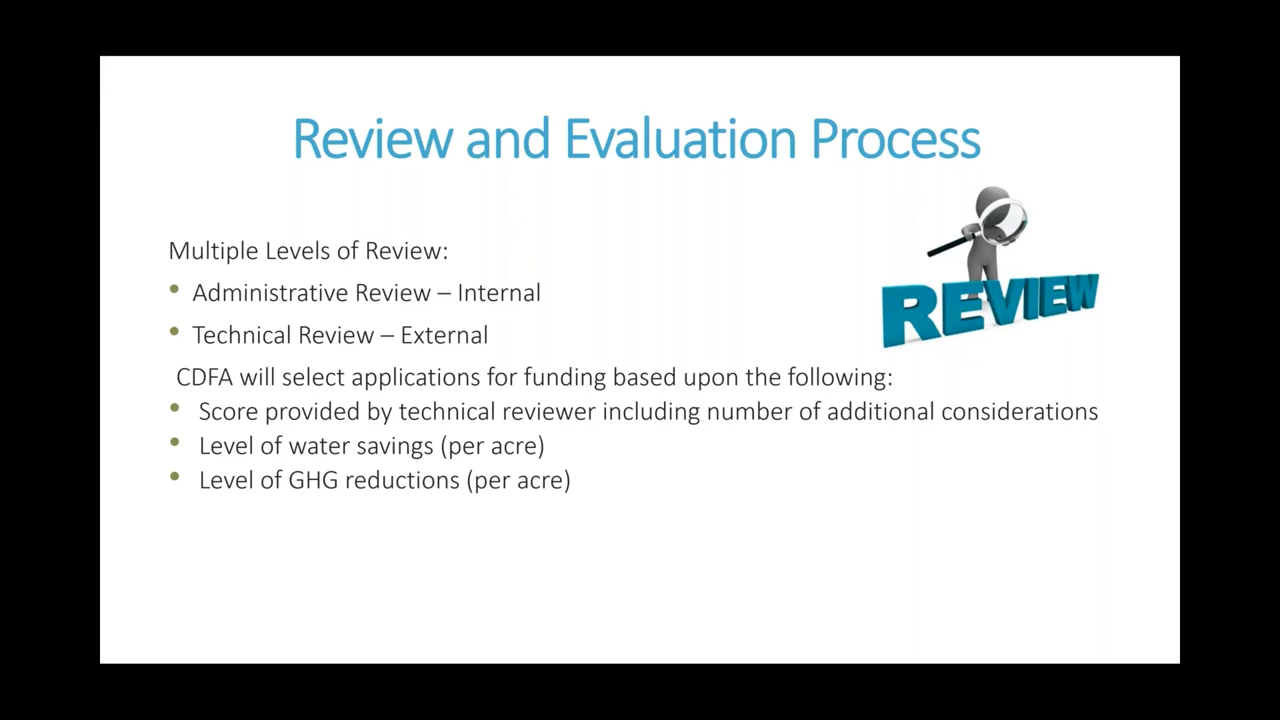 Review and Evaluation Process
REVIEW
Multiple Levels of Review:
• Administrative Review – Internal
• Technical Review – External
CDFA will select applications for funding based upon the following:
• Score provided by technical reviewer including number of additional considerations
• Level of water savings (per acre)
• Level of GHG reductions (per acre)